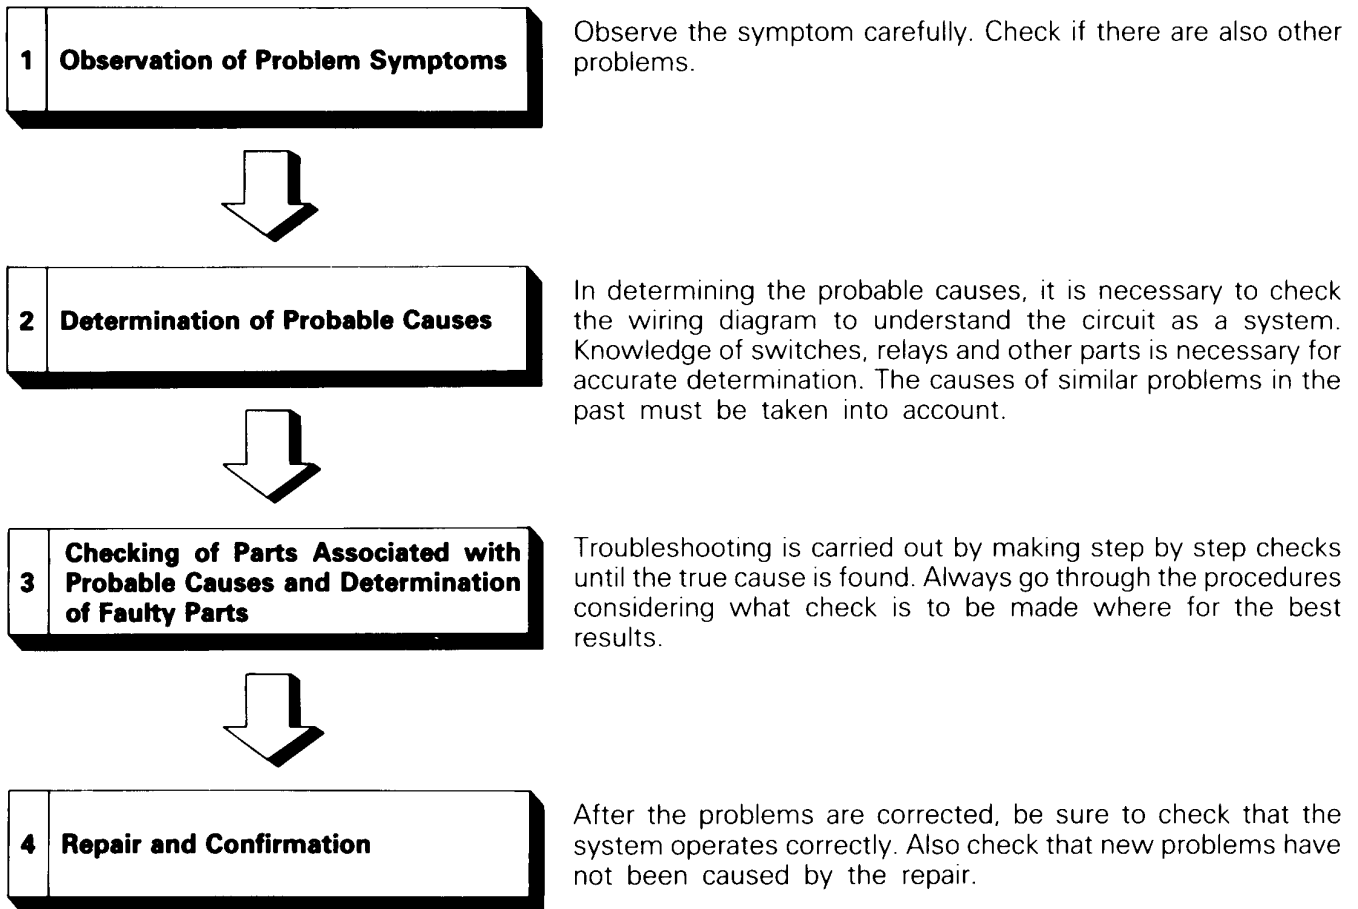 1 Observation of Problem Symptoms
Observe the symptom carefully. Check if there are also other
problems.
2 Determination of Probable Causes
In determining the probable causes, it is necessary to check
the wiring diagram to understand the circuit as a system.
Knowledge of switches, relays and other parts is necessary for
accurate determination. The causes of similar problems in the
past must be taken into account.
3 Checking of Parts Associated with
Probable Causes and Determination
of Faulty Parts
Troubleshooting is carried out by making step by step checks
until the true cause is found. Always go through the procedures
considering what check is to be made where for the best
results.
4 Repair and Confirmation
After the problems are corrected, be sure to check that the
system operates correctly. Also check that new problems have
not been caused by the repair.